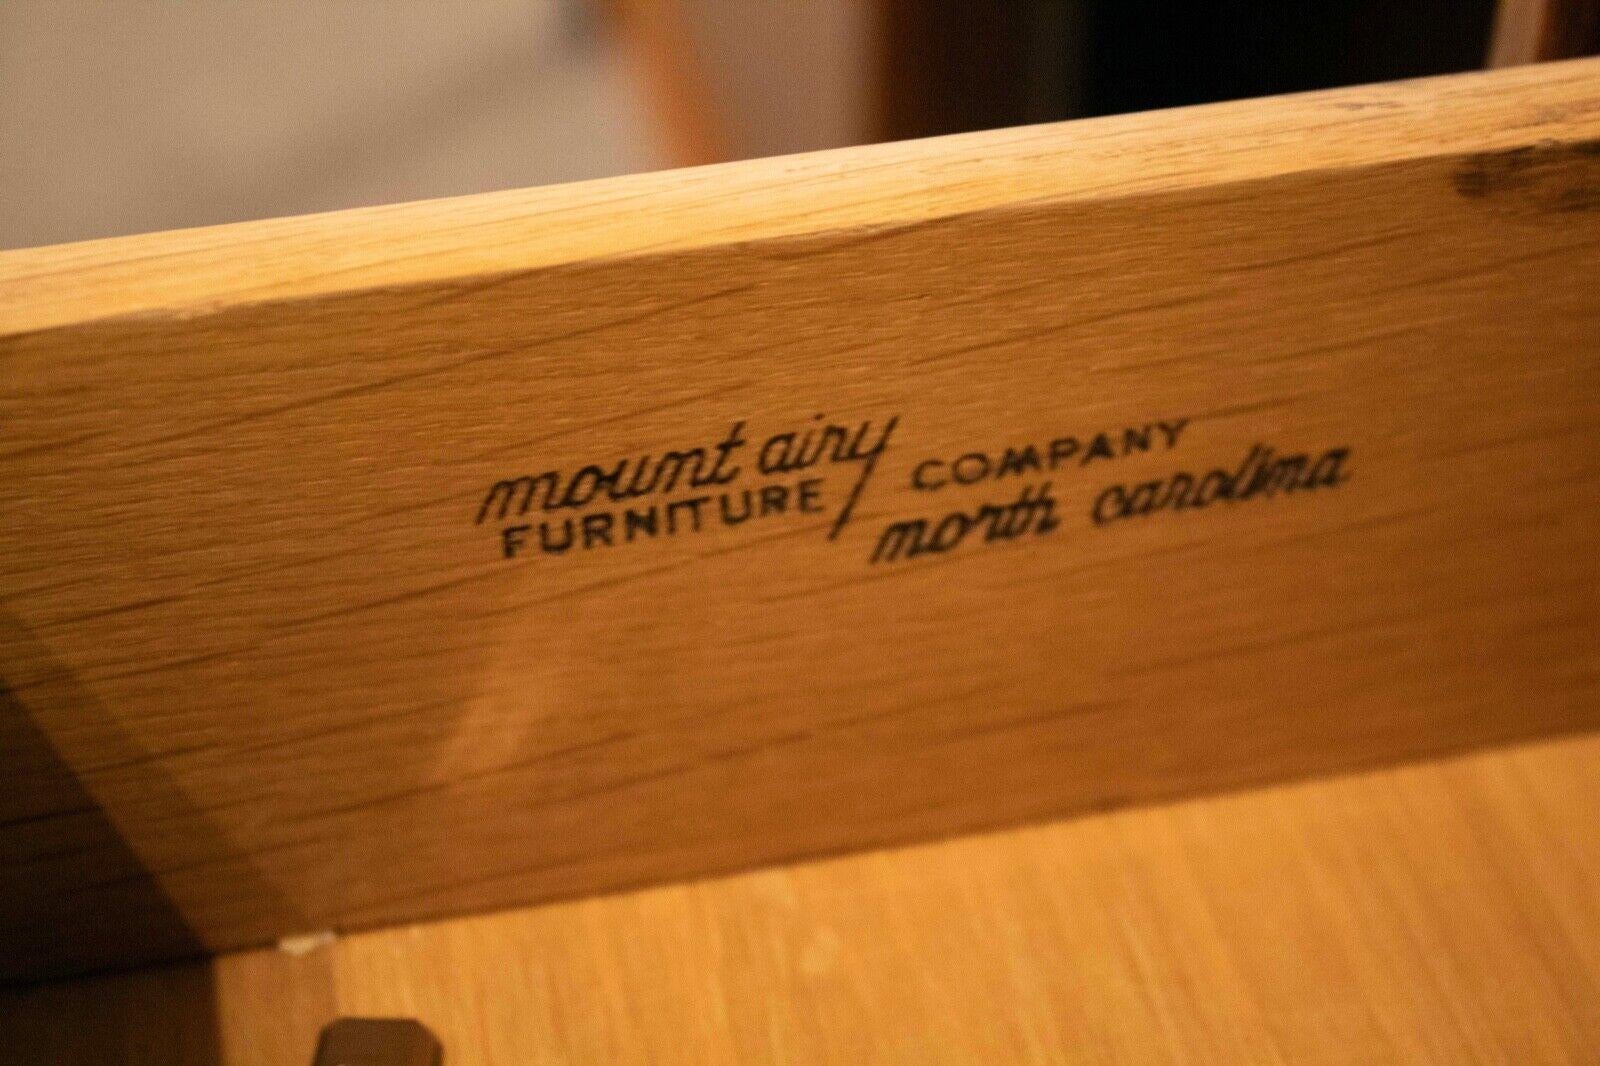 mount airy
FURNITURE / COMPANY
north carolina